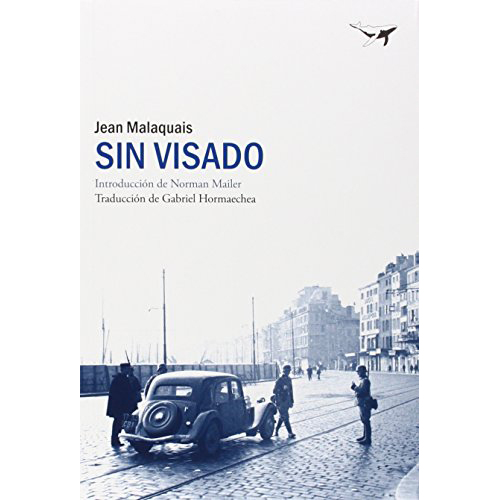 Jean Malaquais
SIN VISADO
Introducción de Norman Mailer
Traducción de Gabriel Hormaechea